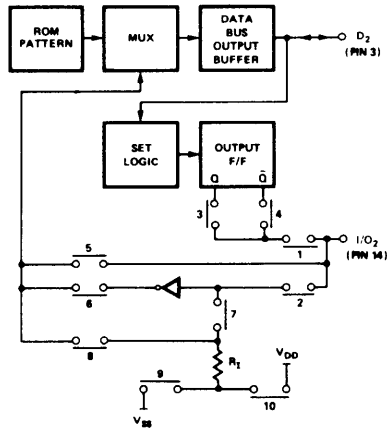 ROM PATTERN
MUX
DATA BUS OUTPUT BUFFER
D2
(PIN 3)
SET LOGIC
OUTPUT F/F
Q
Q̄
3
4
1
I/O2
(PIN 14)
5
6
2
7
8
RI
VDD
9
10
VSS